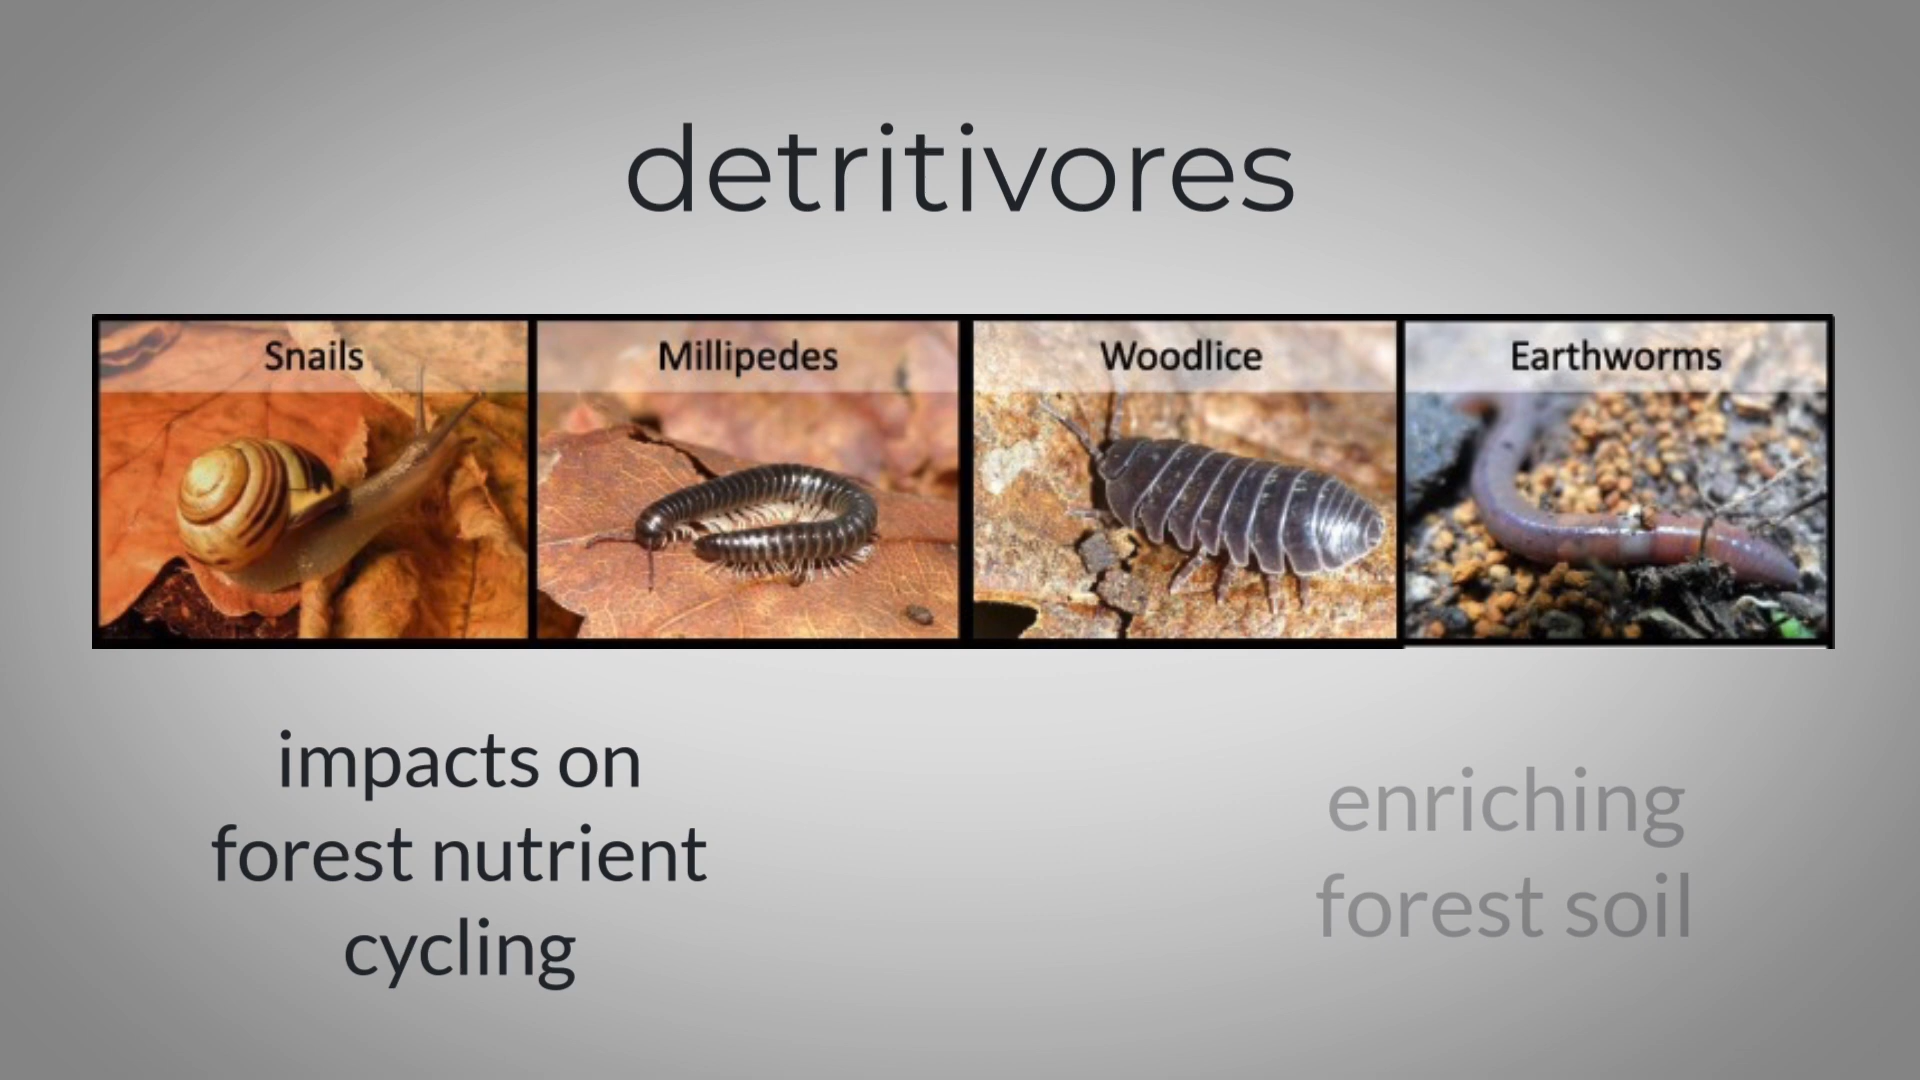 detritivores
Snails
Millipedes
Woodlice
Earthworms
impacts on
forest nutrient
cycling
enriching
forest soil